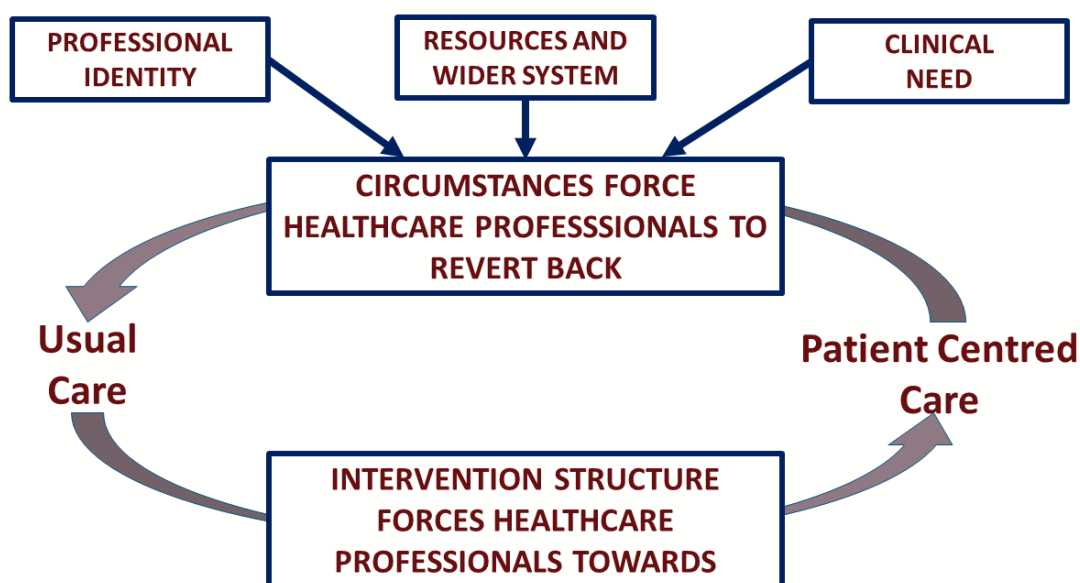 PROFESSIONAL
IDENTITY
RESOURCES AND
WIDER SYSTEM
CLINICAL
NEED
CIRCUMSTANCES FORCE
HEALTHCARE PROFESSSIONALS TO
REVERT BACK
Usual
Care
Patient Centred
Care
INTERVENTION STRUCTURE
FORCES HEALTHCARE
PROFESSIONALS TOWARDS